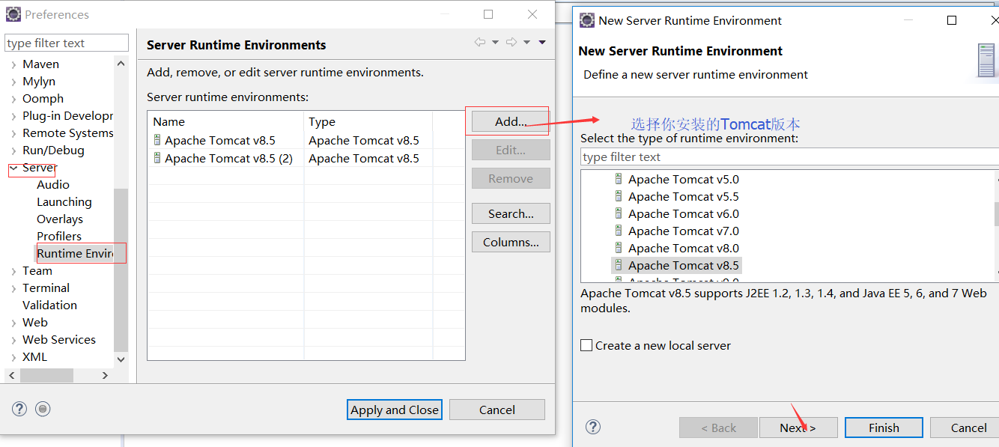 Preferences
type filter text
Maven
Mylyn
Oomph
Plug-in Developr
Remote Systems
Run/Debug
Server
Audio
Launching
Overlays
Profilers
Runtime Envir
Team
Terminal
Validation
Web
Web Services
XML
Server Runtime Environments
Add, remove, or edit server runtime environments.
Server runtime environments:
Name Type
Apache Tomcat v8.5 Apache Tomcat v8.5
Apache Tomcat v8.5 (2) Apache Tomcat v8.5
Add...
Edit...
Remove
Search...
Columns...
Apply and Close Cancel
New Server Runtime Environment
New Server Runtime Environment
Define a new server runtime environment
选择你安装的Tomcat版本
Select the type of runtime environment:
type filter text
Apache Tomcat v5.0
Apache Tomcat v5.5
Apache Tomcat v6.0
Apache Tomcat v7.0
Apache Tomcat v8.0
Apache Tomcat v8.5
Apache Tomcat v9.0
Apache Tomcat v8.5 supports J2EE 1.2, 1.3, 1.4, and Java EE 5, 6, and 7 Web
modules.
Create a new local server
< Back Next > Finish Cancel